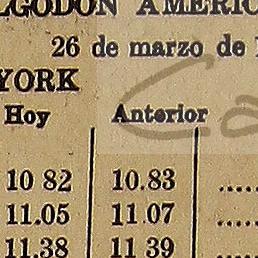 ALGODON AMERIC
26 de marzo de
YORK
Hoy Anterior
10 82 10.83 .....
11.05 11.07 .....
11.38 11 39 .....